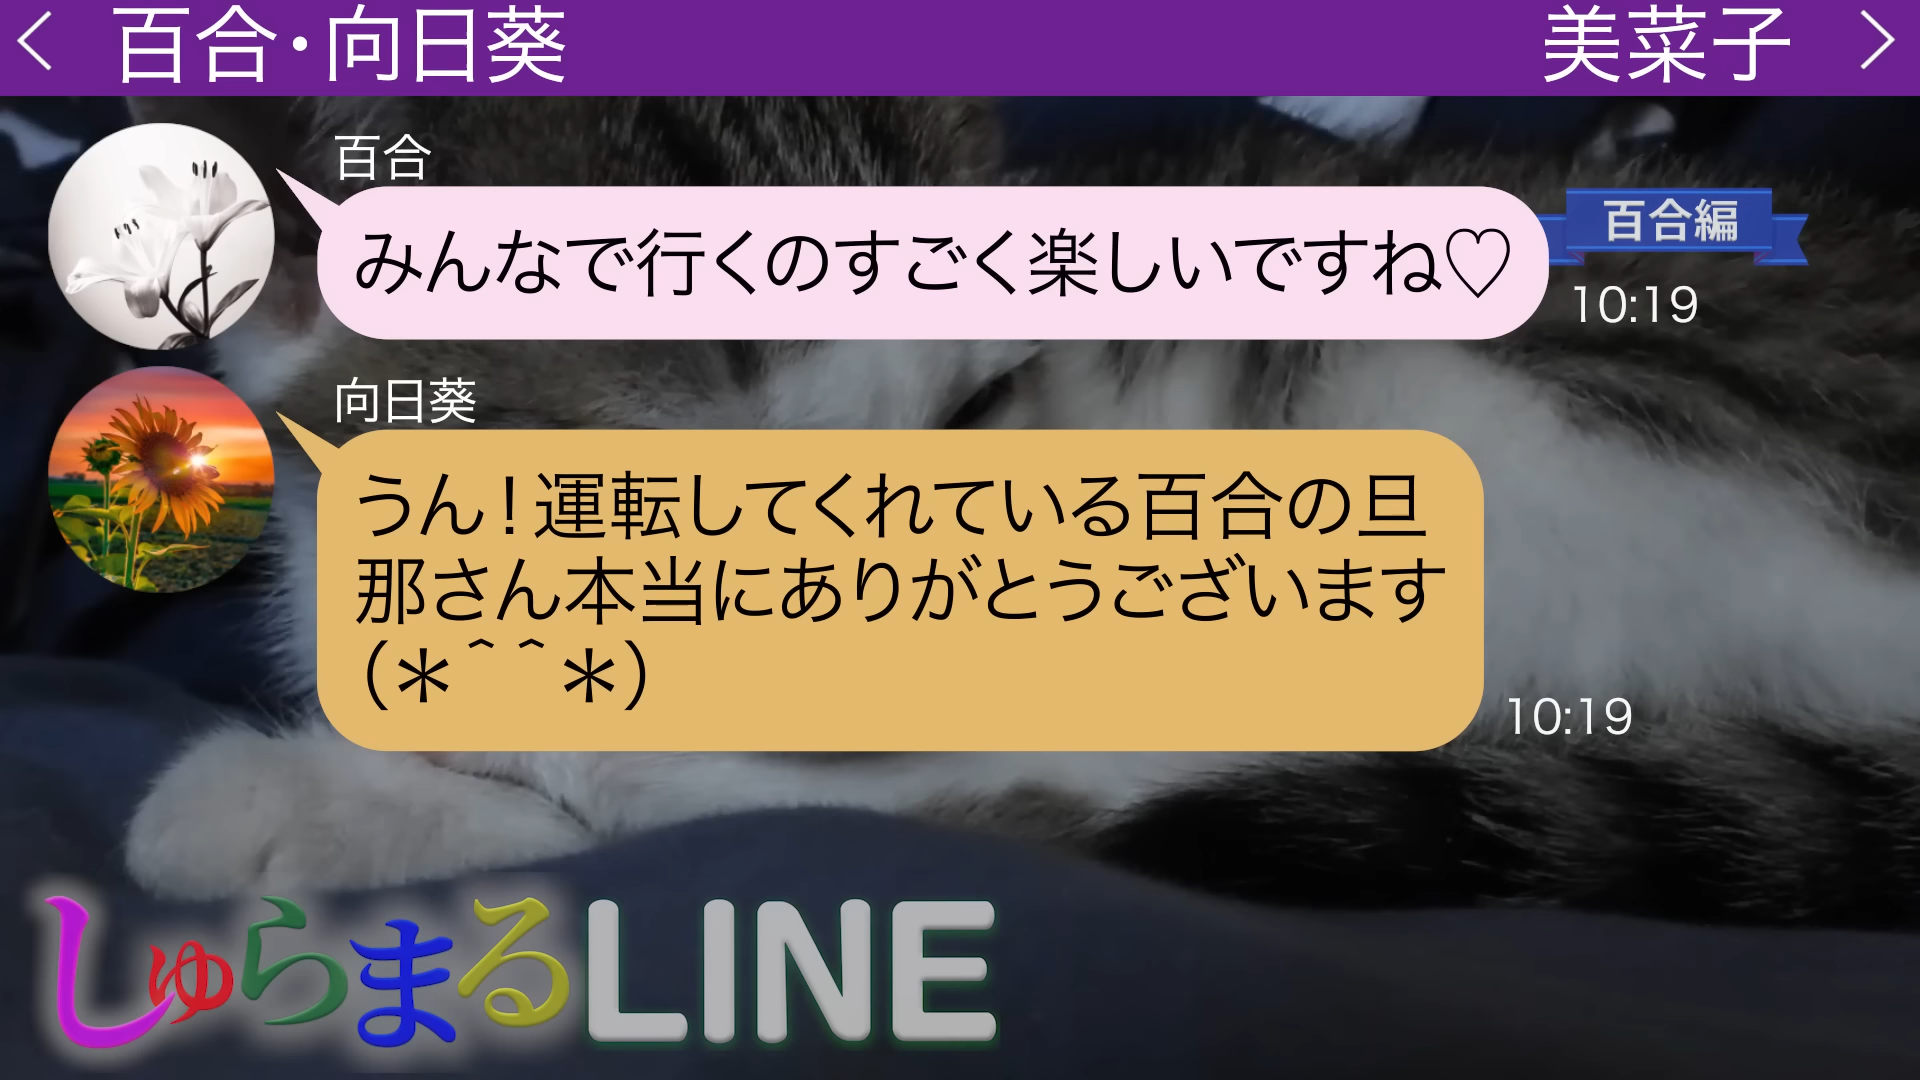 百合･向日葵
美菜子
百合
みんなで行くのすごく楽しいですね♡
百合編
10:19
向日葵
うん！運転してくれている百合の旦
那さん本当にありがとうございます
(＊＾＾＊)
10:19
しゅらまるLINE